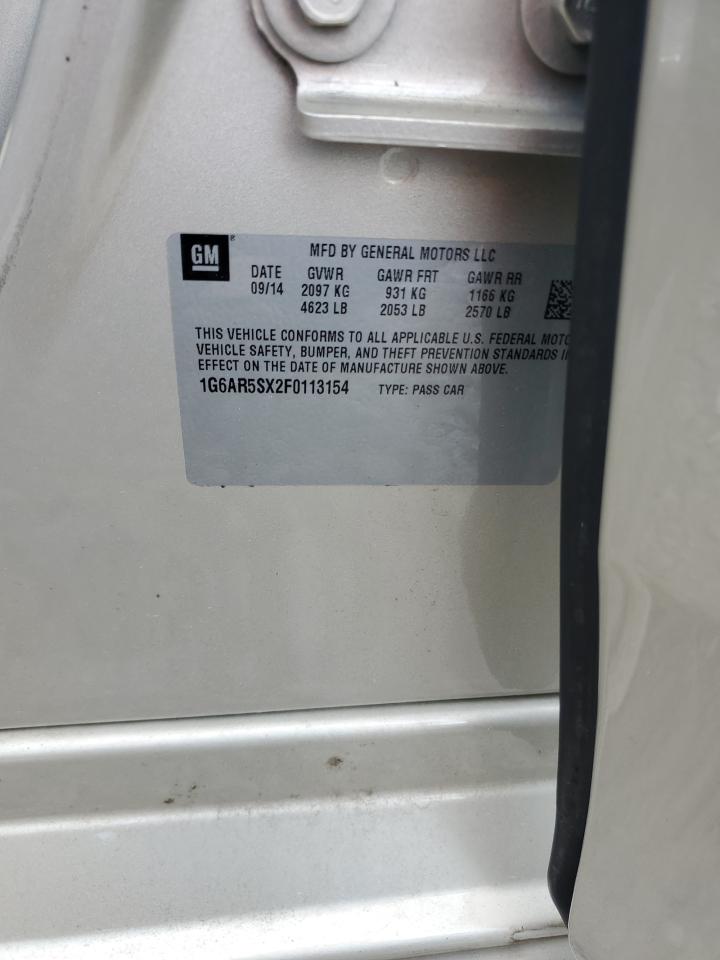 GM
MFD BY GENERAL MOTORS LLC
DATE GVWR GAWR FRT GAWR RR
09/14 2097 KG 931 KG 1166 KG
4623 LB 2053 LB 2570 LB
THIS VEHICLE CONFORMS TO ALL APPLICABLE U.S. FEDERAL MOTO
VEHICLE SAFETY, BUMPER, AND THEFT PREVENTION STANDARDS IN
EFFECT ON THE DATE OF MANUFACTURE SHOWN ABOVE.
1G6AR5SX2F0113154 TYPE: PASS CAR